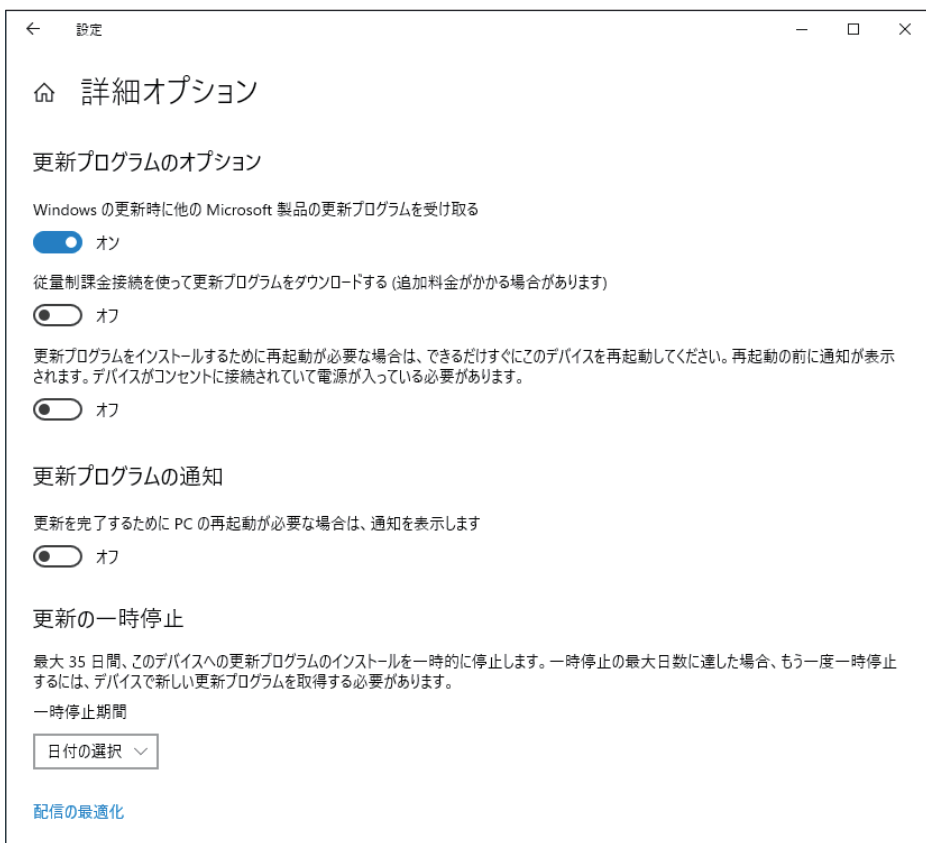 設定
詳細オプション
更新プログラムのオプション
Windows の更新時に他の Microsoft 製品の更新プログラムを受け取る
オン
従量制課金接続を使って更新プログラムをダウンロードする (追加料金がかかる場合があります)
オフ
更新プログラムをインストールするために再起動が必要な場合は、できるだけすぐにこのデバイスを再起動してください。再起動の前に通知が表示
されます。デバイスがコンセントに接続されていて電源が入っている必要があります。
オフ
更新プログラムの通知
更新を完了するために PC の再起動が必要な場合は、通知を表示します
オフ
更新の一時停止
最大 35 日間、このデバイスへの更新プログラムのインストールを一時的に停止します。一時停止の最大日数に達した場合、もう一度一時停止
するには、デバイスで新しい更新プログラムを取得する必要があります。
一時停止期間
日付の選択
配信の最適化